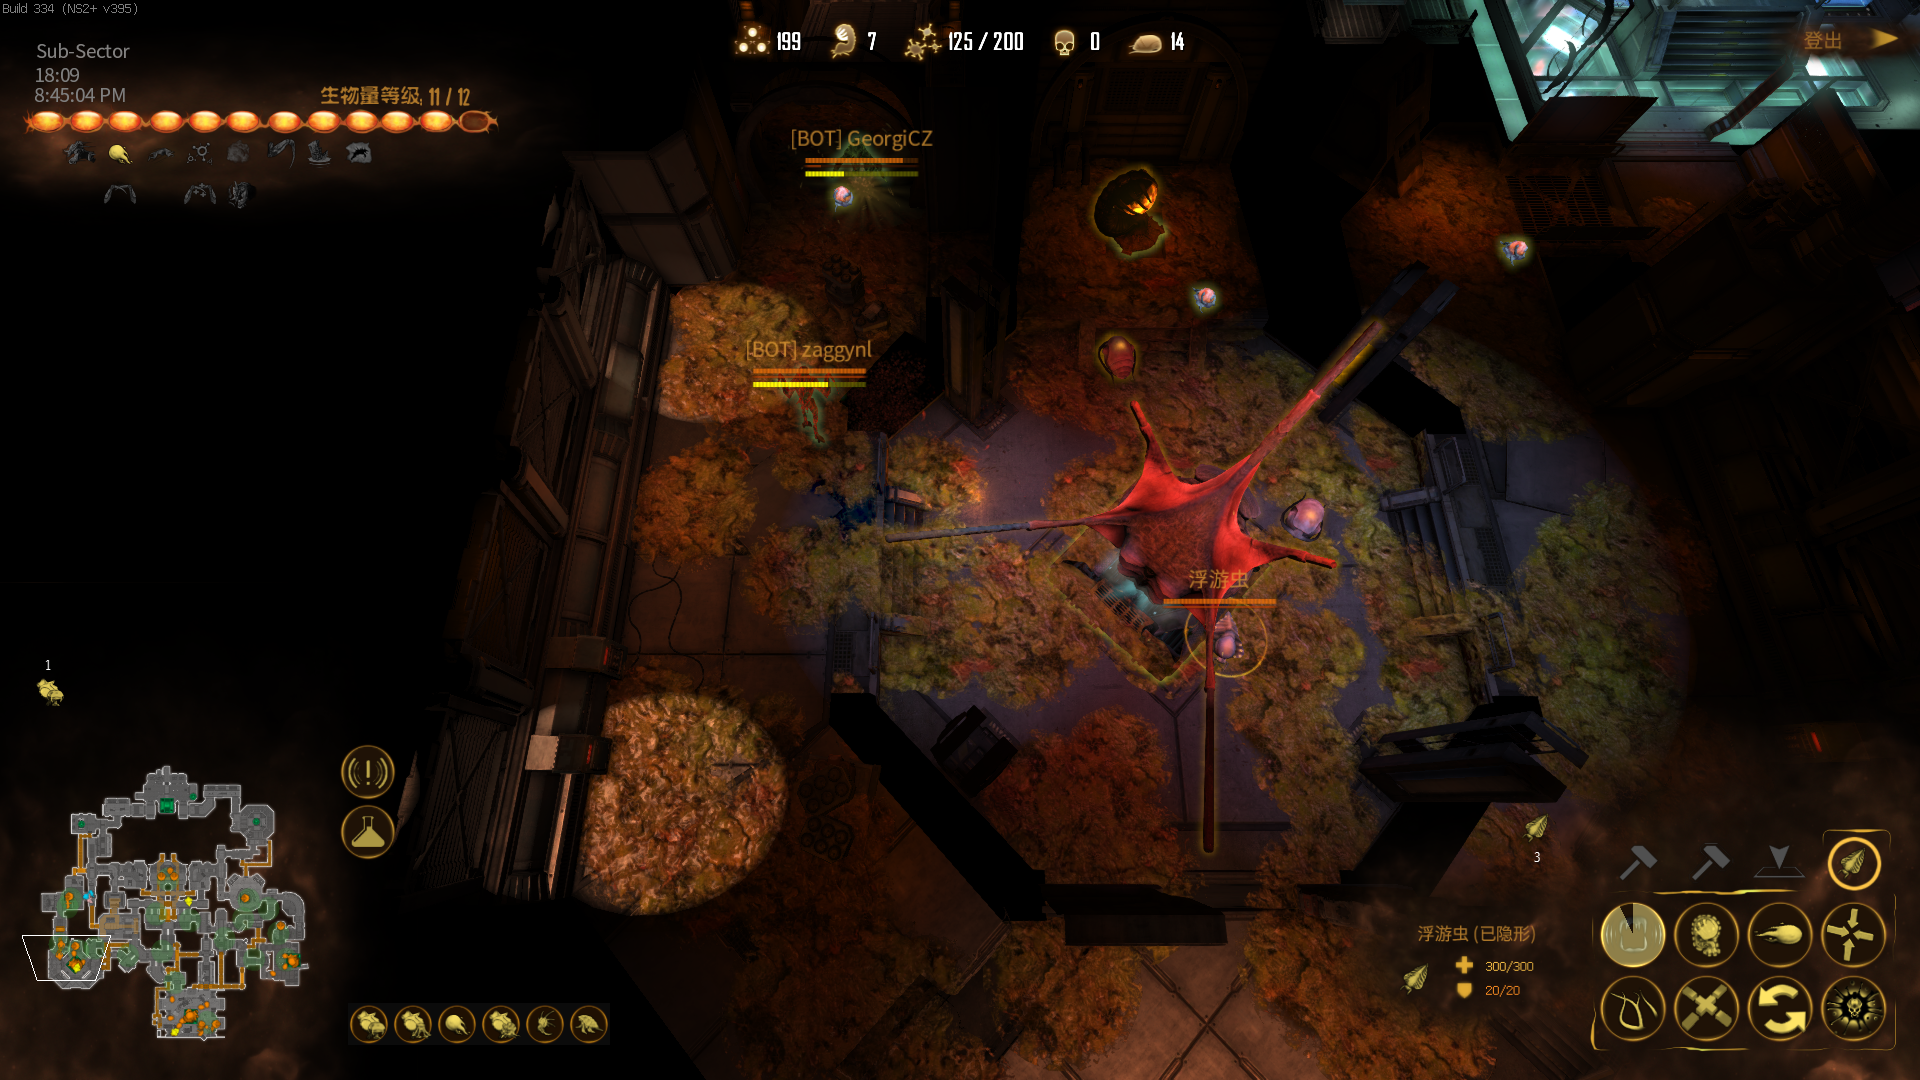 Build 334 (NS2+ v395)
199 7 125 / 200 0 14
登出
Sub-Sector
18:09
8:45:04 PM
生物量等级, 11 / 12
[BOT] GeorgiCZ
[BOT] zaggynl
浮游虫
1
3
浮游虫 (已隐形)
300/300
20/20